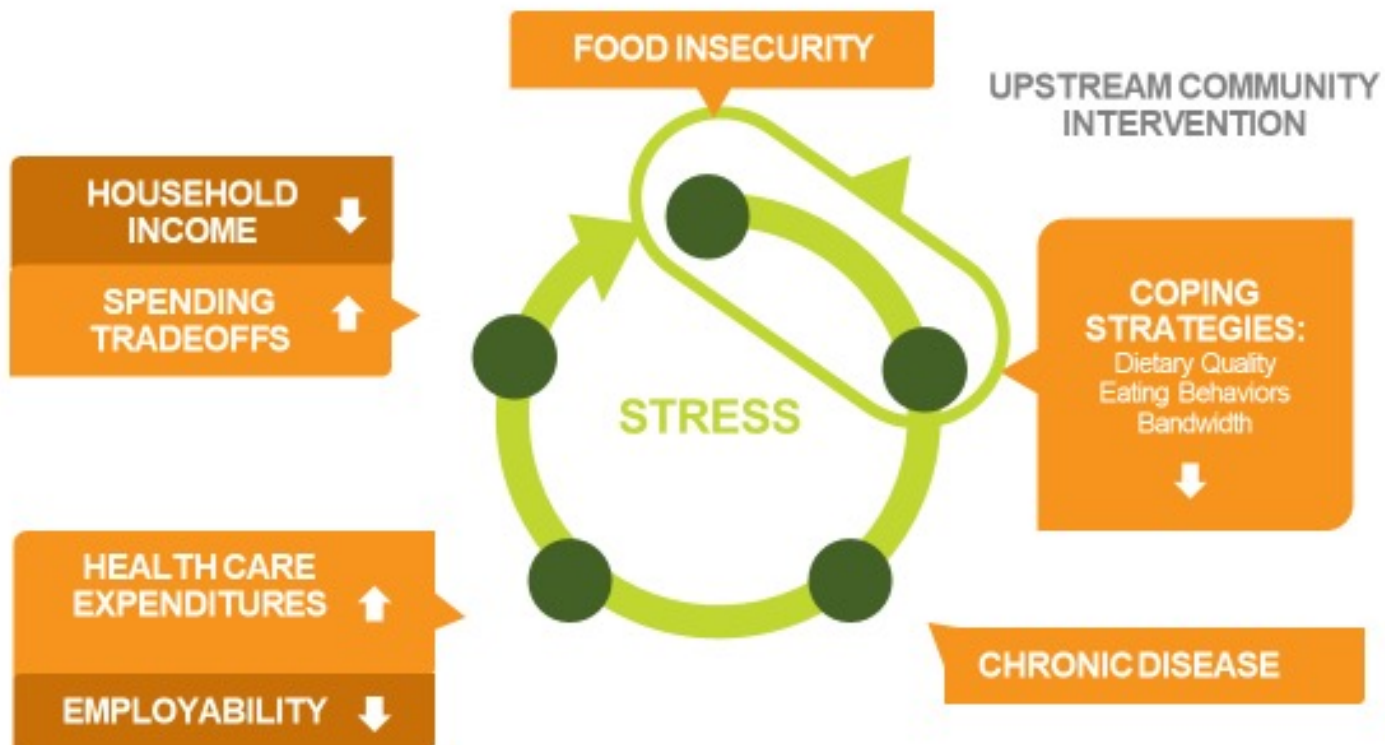 FOOD INSECURITY
UPSTREAM COMMUNITY
INTERVENTION
HOUSEHOLD
INCOME
SPENDING
TRADEOFFS
COPING
STRATEGIES:
Dietary Quality
Eating Behaviors
Bandwidth
STRESS
HEALTH CARE
EXPENDITURES
EMPLOYABILITY
CHRONIC DISEASE